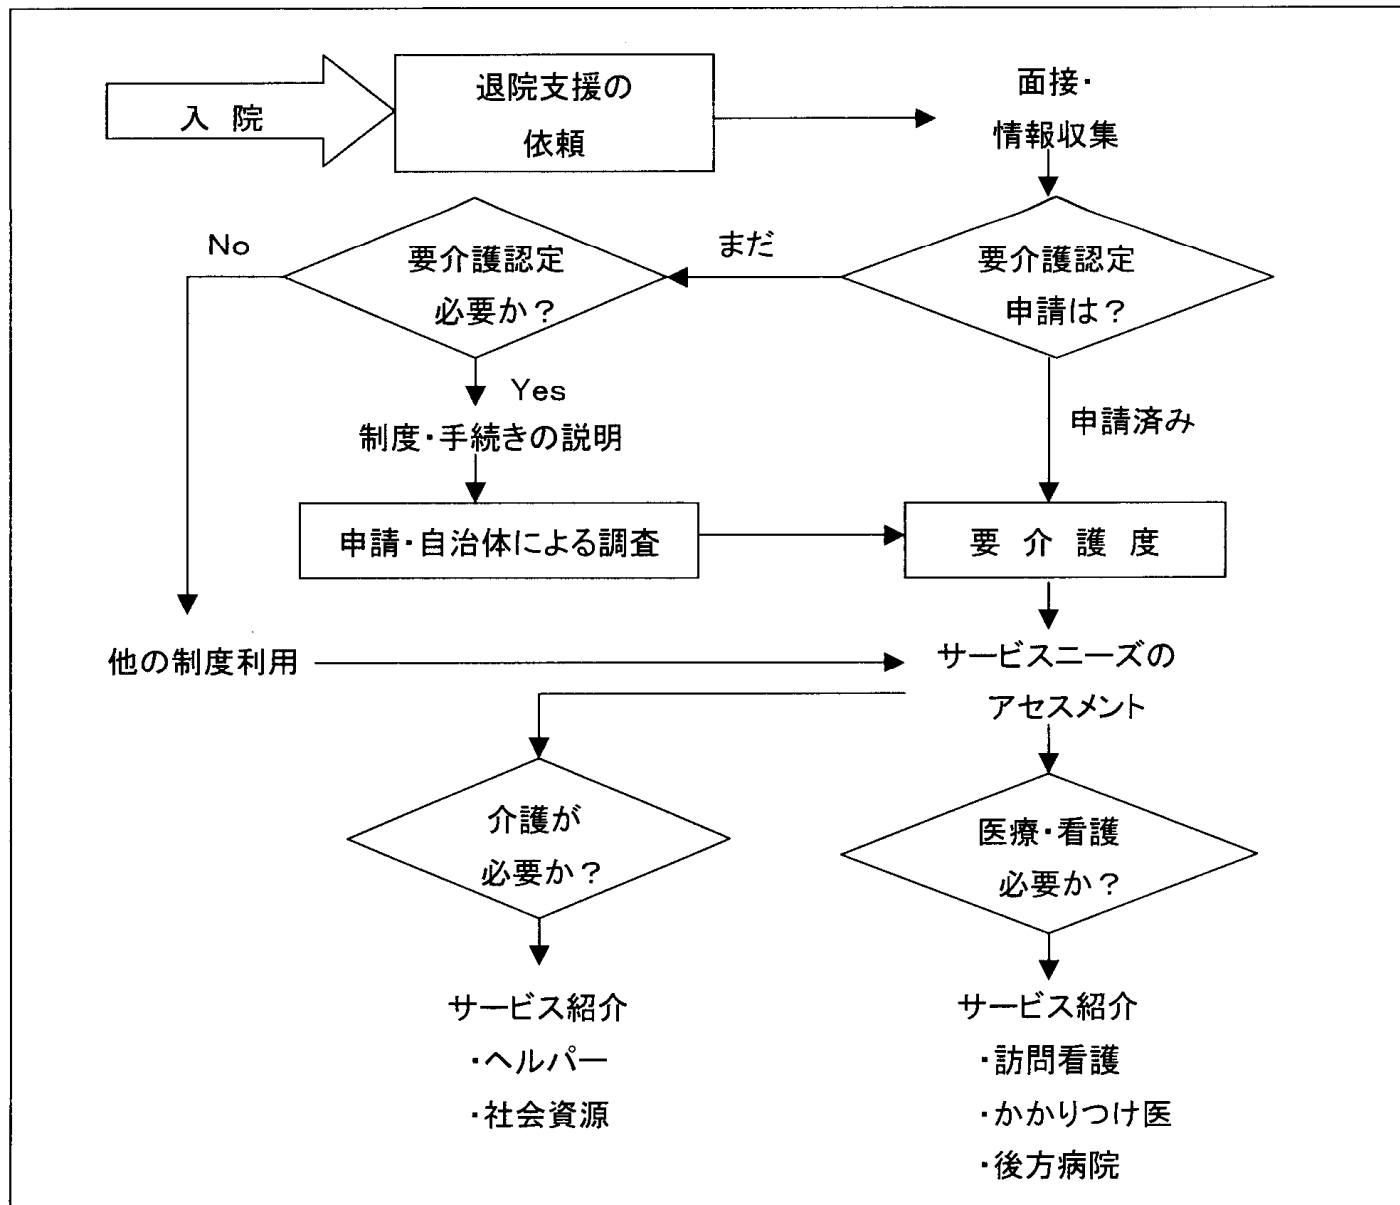 入 院
退院支援の
依頼
面接・
情報収集
No
要介護認定
必要か？
まだ
要介護認定
申請は？
Yes
制度・手続きの説明
申請済み
申請・自治体による調査
要 介 護 度
他の制度利用
サービスニーズの
アセスメント
介護が
必要か？
医療・看護
必要か？
サービス紹介
・ヘルパー
・社会資源
サービス紹介
・訪問看護
・かかりつけ医
・後方病院